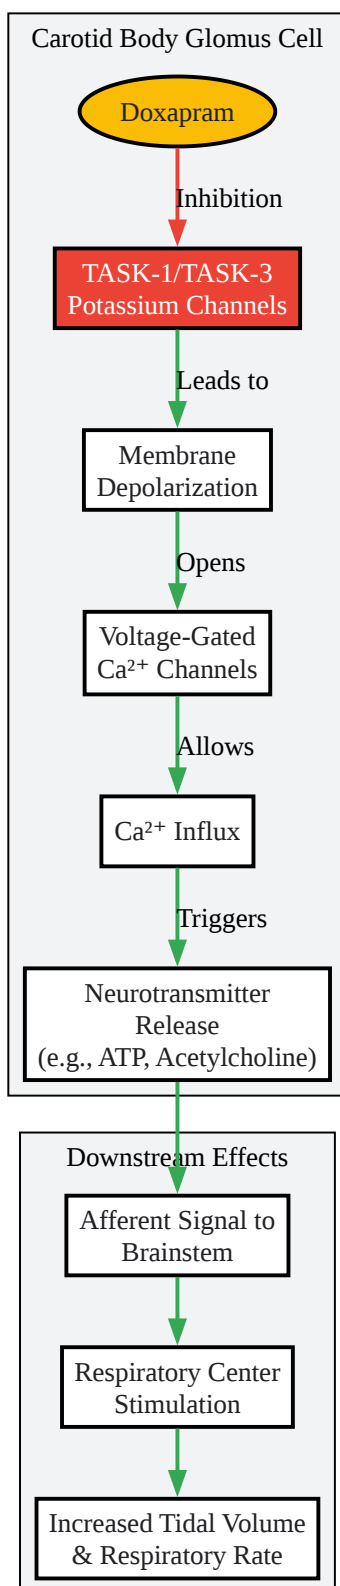 Carotid Body Glomus Cell
Doxapram
Inhibition
TASK-1/TASK-3
Potassium Channels
Leads to
Membrane
Depolarization
Opens
Voltage-Gated
Ca²⁺ Channels
Allows
Ca²⁺ Influx
Triggers
Neurotransmitter
Release
(e.g., ATP, Acetylcholine)
Downstream Effects
Afferent Signal to
Brainstem
Respiratory Center
Stimulation
Increased Tidal Volume
& Respiratory Rate